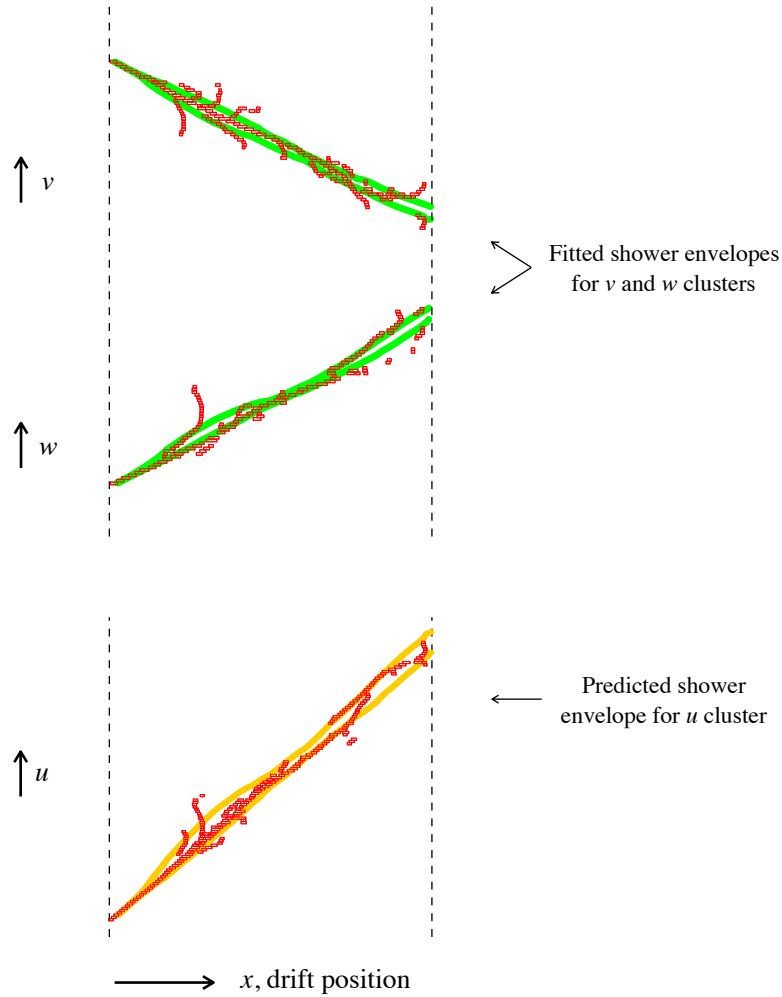 v
Fitted shower envelopes
for v and w clusters
w
Predicted shower
envelope for u cluster
u
x, drift position